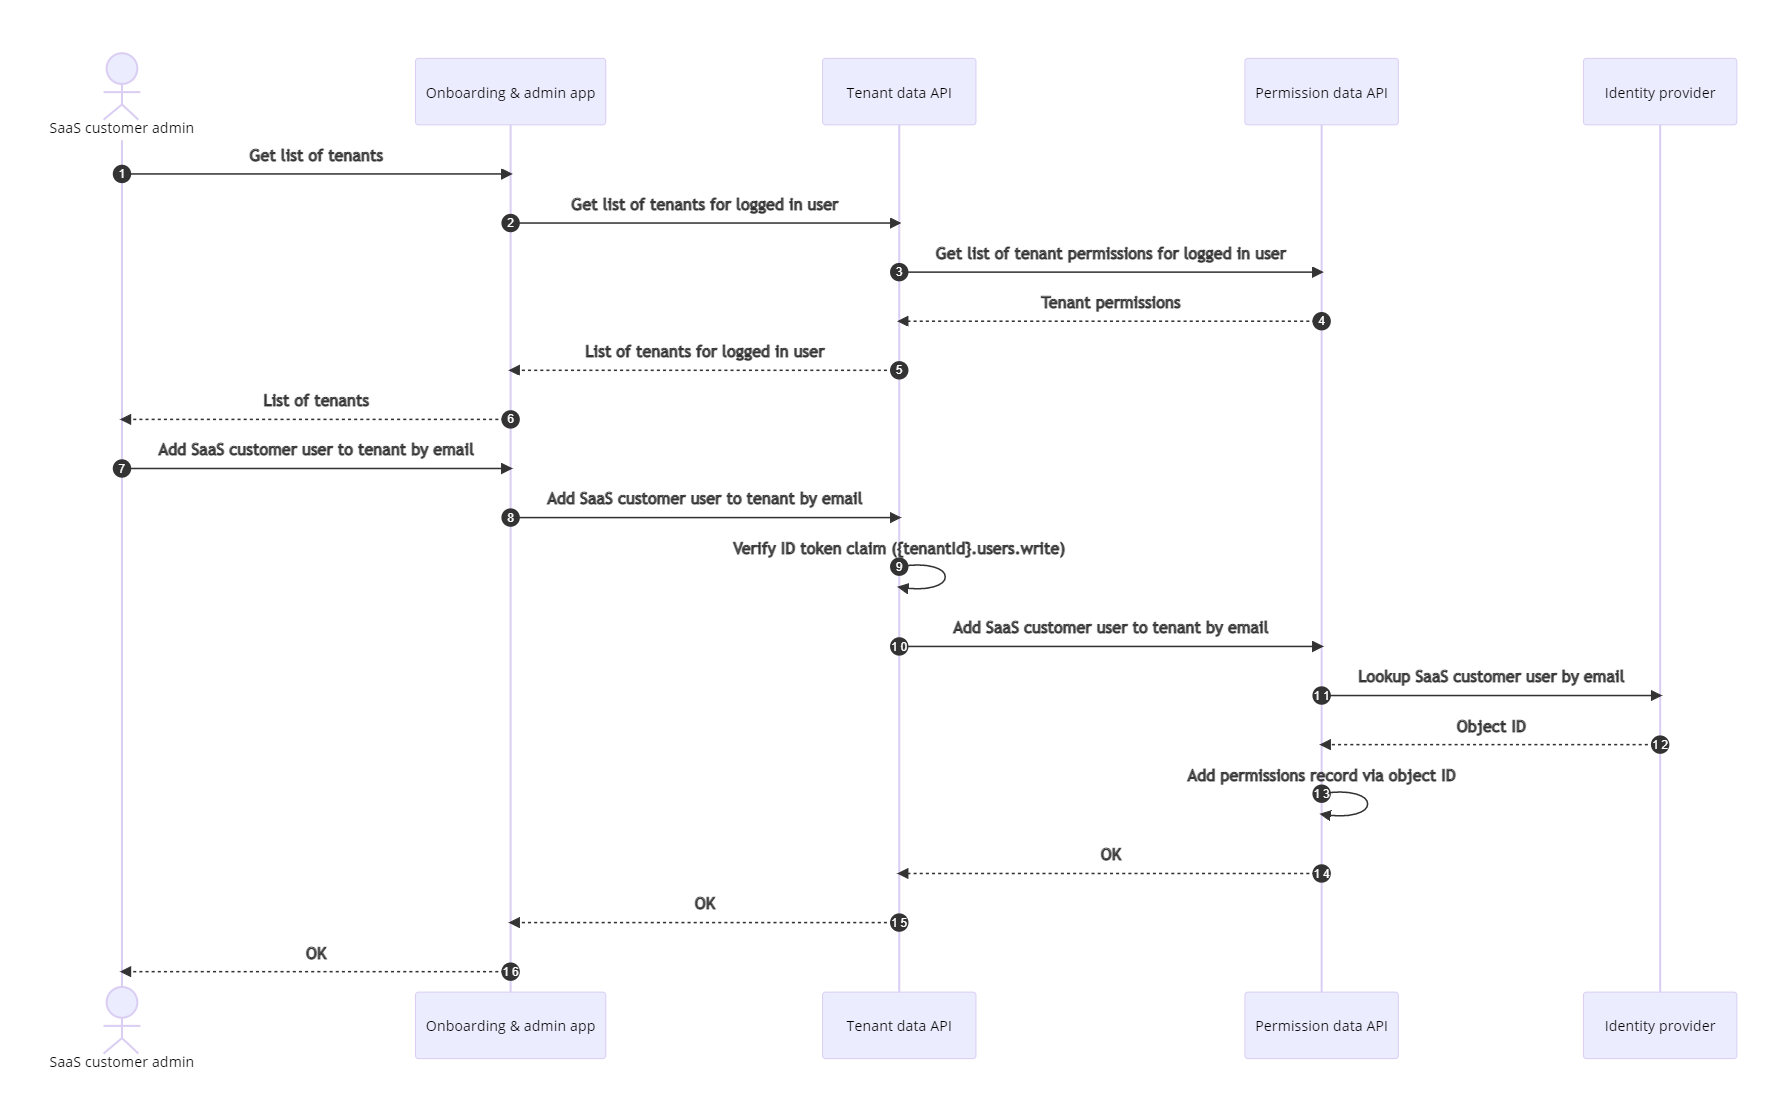 SaaS customer admin
Onboarding & admin app
Tenant data API
Permission data API
Identity provider
Get list of tenants
1
Get list of tenants for logged in user
2
Get list of tenant permissions for logged in user
3
Tenant permissions
4
List of tenants for logged in user
5
List of tenants
6
Add SaaS customer user to tenant by email
7
Add SaaS customer user to tenant by email
8
Verify ID token claim ({tenantId}.users.write)
9
Add SaaS customer user to tenant by email
10
Lookup SaaS customer user by email
11
Object ID
12
Add permissions record via object ID
13
OK
14
OK
15
OK
16
Onboarding & admin app
Tenant data API
Permission data API
Identity provider
SaaS customer admin